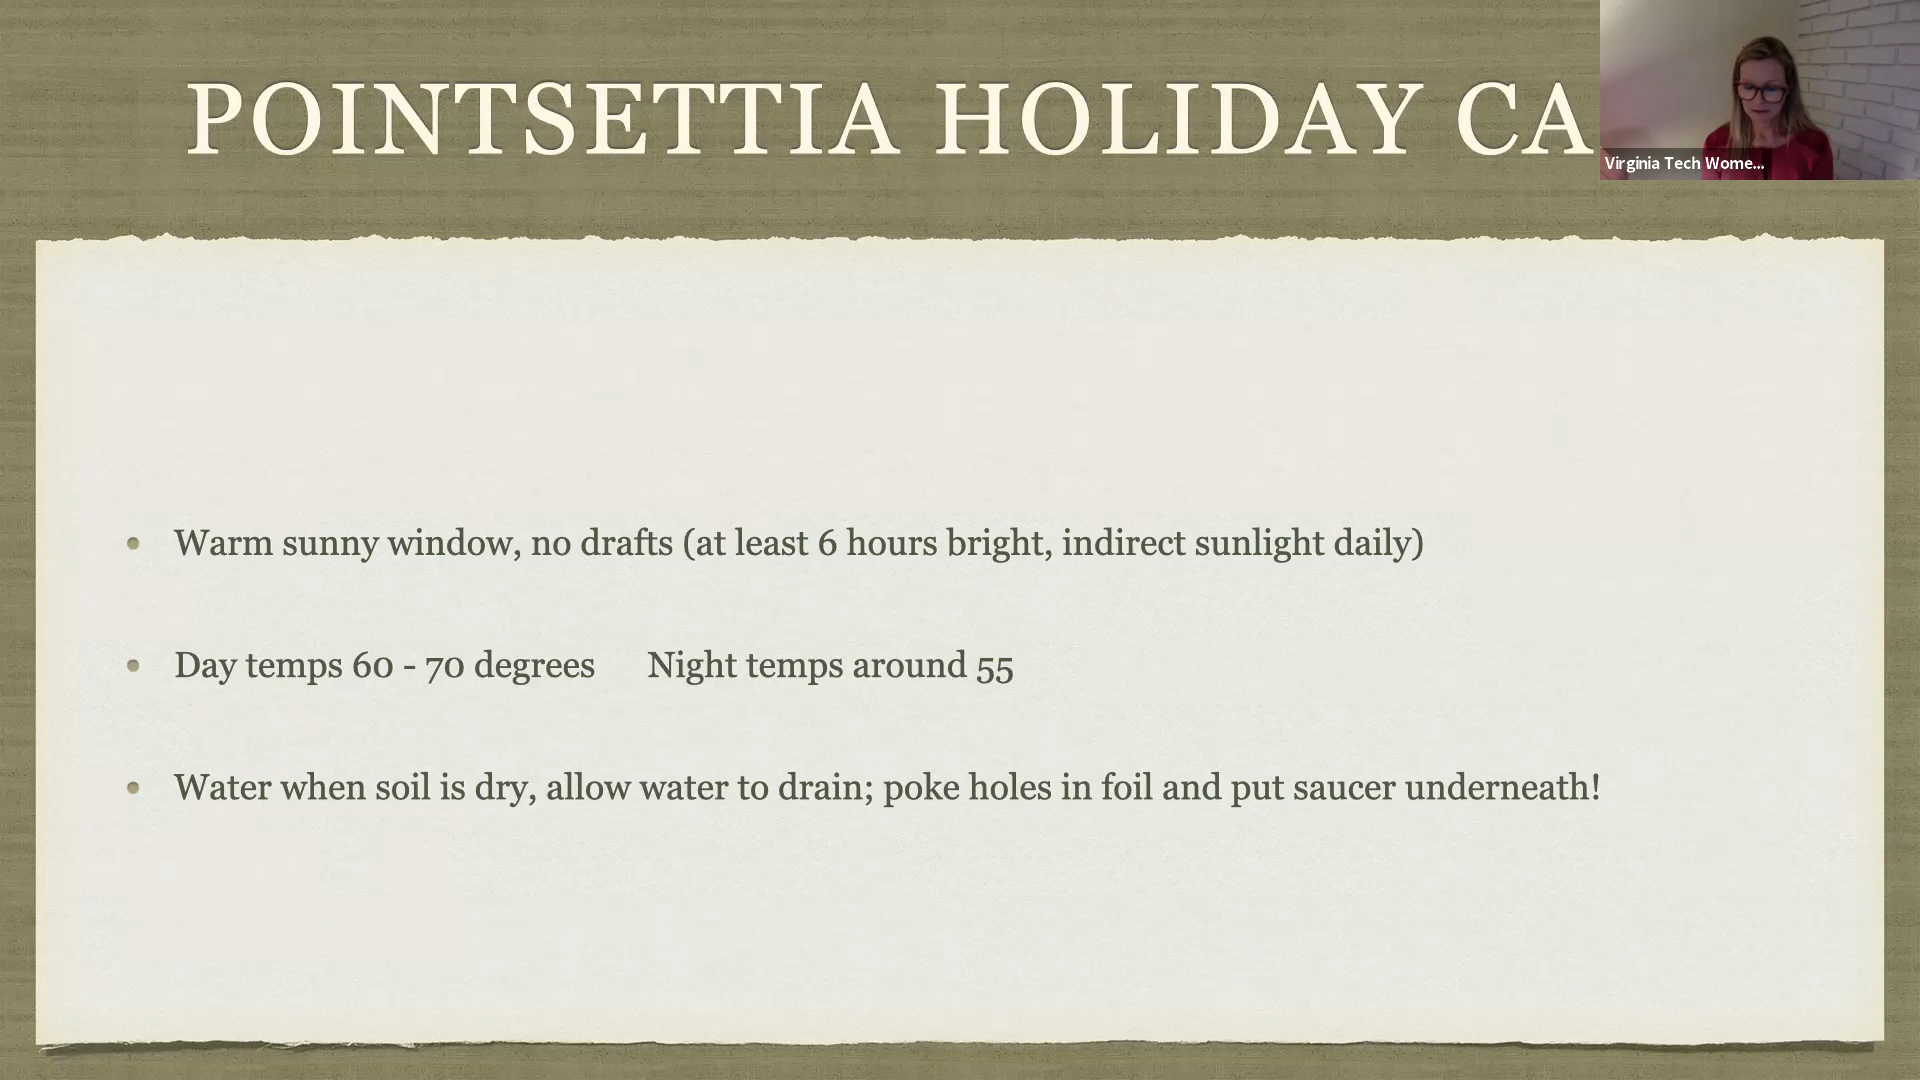 POINTSETTIA HOLIDAY CA
Virginia Tech Wome...
• Warm sunny window, no drafts (at least 6 hours bright, indirect sunlight daily)
• Day temps 60 - 70 degrees Night temps around 55
• Water when soil is dry, allow water to drain; poke holes in foil and put saucer underneath!